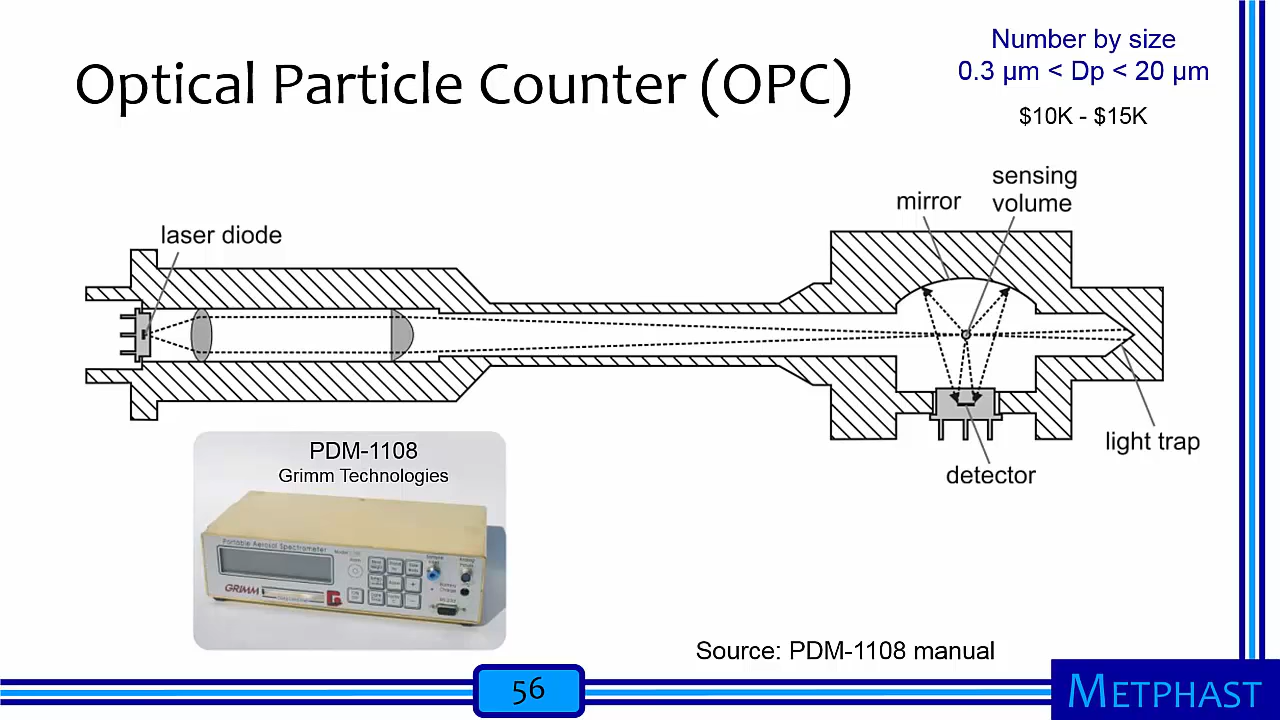 Optical Particle Counter (OPC)
Number by size
0.3 µm < Dp < 20 µm
$10K - $15K
sensing
volume
mirror
laser diode
light trap
detector
PDM-1108
Grimm Technologies
Portable Aerosol Spectrometer
GRIMM
Source: PDM-1108 manual
56
METPHAST